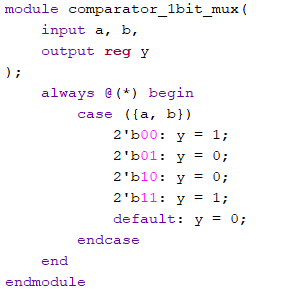 module comparator_1bit_mux(
    input a, b,
    output reg y
);
    always @(*) begin
        case ({a, b})
            2'b00: y = 1;
            2'b01: y = 0;
            2'b10: y = 0;
            2'b11: y = 1;
            default: y = 0;
        endcase
    end
endmodule